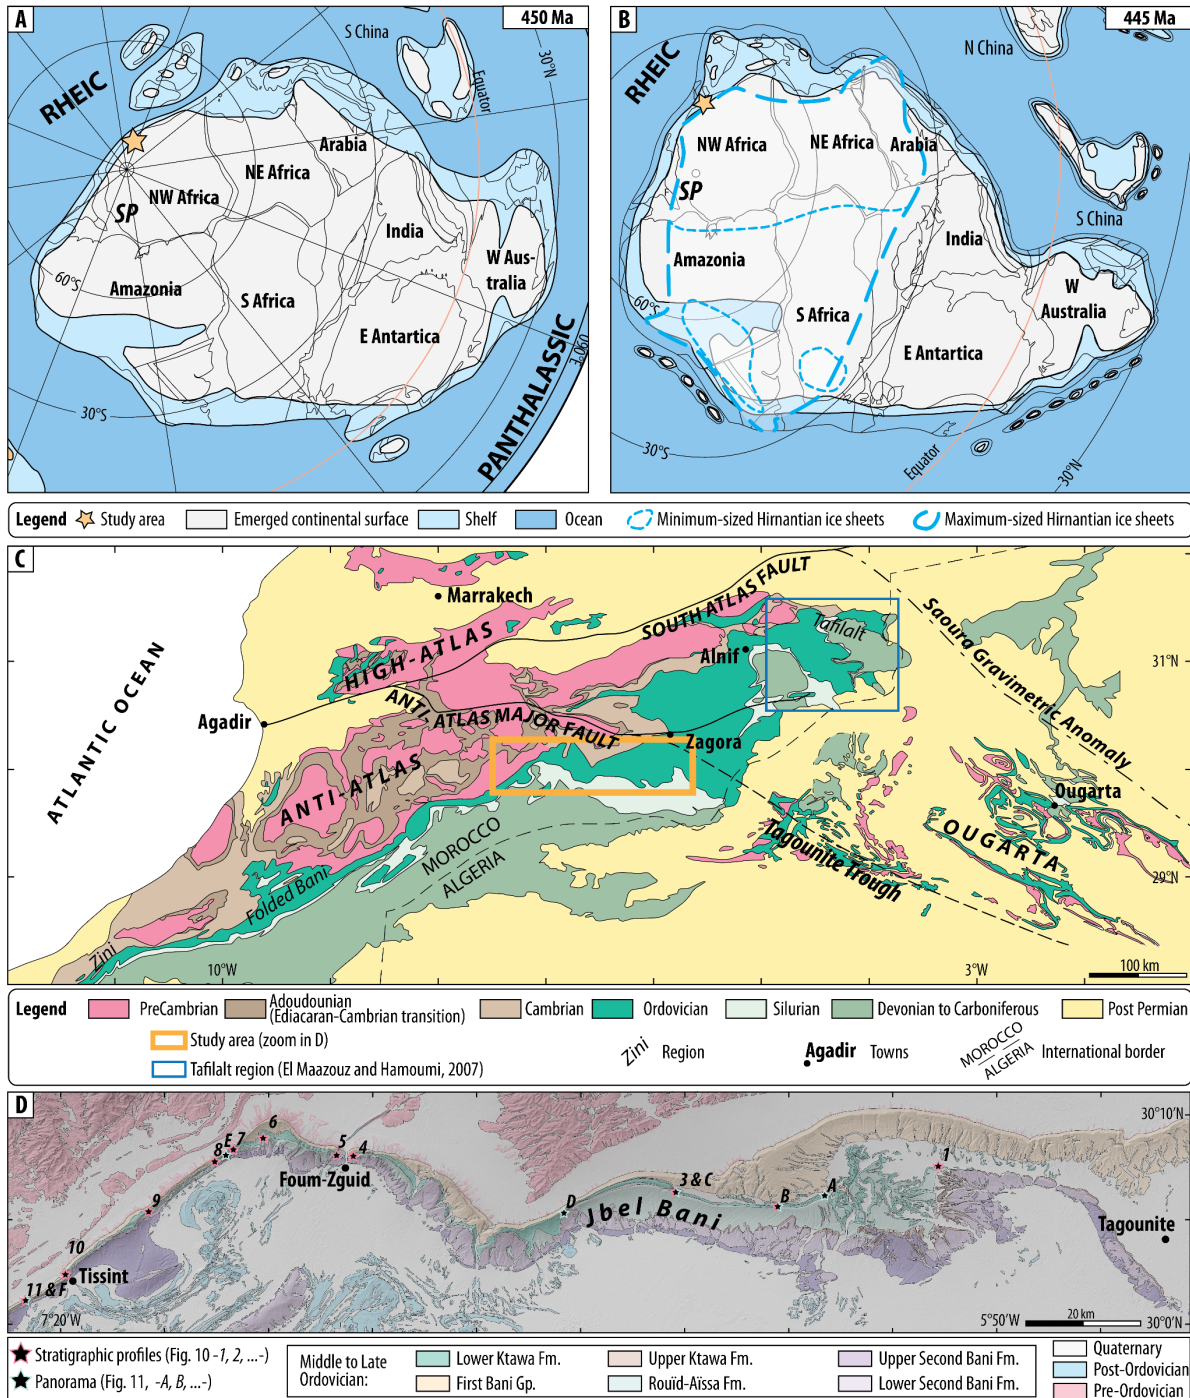 A
450 Ma
S China
30°N
RHEIC
Equator
Arabia
NE Africa
NW Africa
SP
India
W Aus-
tralia
60°S
Amazonia
S Africa
E Antartica
30°S
PANTHALASSIC
3 060
B
445 Ma
N China
RHEIC
NW Africa
NE Africa
Arabia
SP
S China
India
Amazonia
W
Australia
60°S
S Africa
E Antartica
30°S
Equator
30°N
Legend
Study area
Emerged continental surface
Shelf
Ocean
Minimum-sized Hirnantian ice sheets
Maximum-sized Hirnantian ice sheets
C
Marrakech
SOUTH ATLAS FAULT
Tafilalt
Saoura Gravimetric Anomaly
HIGH-ATLAS
Alnif
31°N
ATLANTIC OCEAN
Agadir
ANTI-ATLAS MAJOR FAULT
Zagora
ANTI-ATLAS
Ougarta
OUGARTA
MOROCCO
ALGERIA
Tagounite Trough
Folded Bani
29°N
Zini
10°W
3°W
100 km
Legend
PreCambrian
Adoudounian
(Ediacaran-Cambrian transition)
Cambrian
Ordovician
Silurian
Devonian to Carboniferous
Post Permian
Study area (zoom in D)
Zini
Region
Agadir
Towns
MOROCCO
ALGERIA
International border
Tafilalt region (El Maazouz and Hamoumi, 2007)
D
30°10'N
6
E
7
8
5
4
Foum-Zguid
1
3 & C
A
B
D
Jbel Bani
9
Tagounite
10
Tissint
11 & F
7°20'W
5°50'W
20 km
30°0'N
Stratigraphic profiles (Fig. 10 -1, 2, ...-)
Panorama (Fig. 11, -A, B, ...-)
Middle to Late
Ordovician:
Lower Ktawa Fm.
First Bani Gp.
Upper Ktawa Fm.
Rouïd-Aïssa Fm.
Upper Second Bani Fm.
Lower Second Bani Fm.
Quaternary
Post-Ordovician
Pre-Ordovician